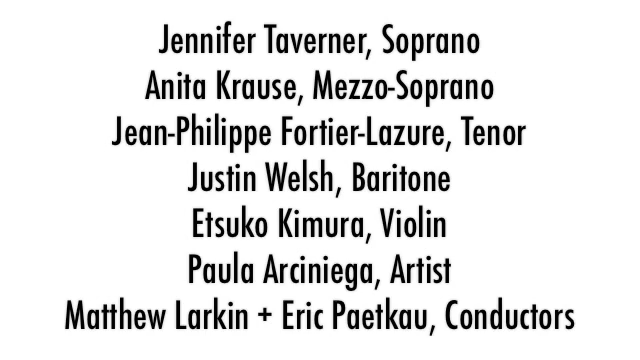 Jennifer Taverner, Soprano
Anita Krause, Mezzo-Soprano
Jean-Philippe Fortier-Lazure, Tenor
Justin Welsh, Baritone
Etsuko Kimura, Violin
Paula Arciniega, Artist
Matthew Larkin + Eric Paetkau, Conductors